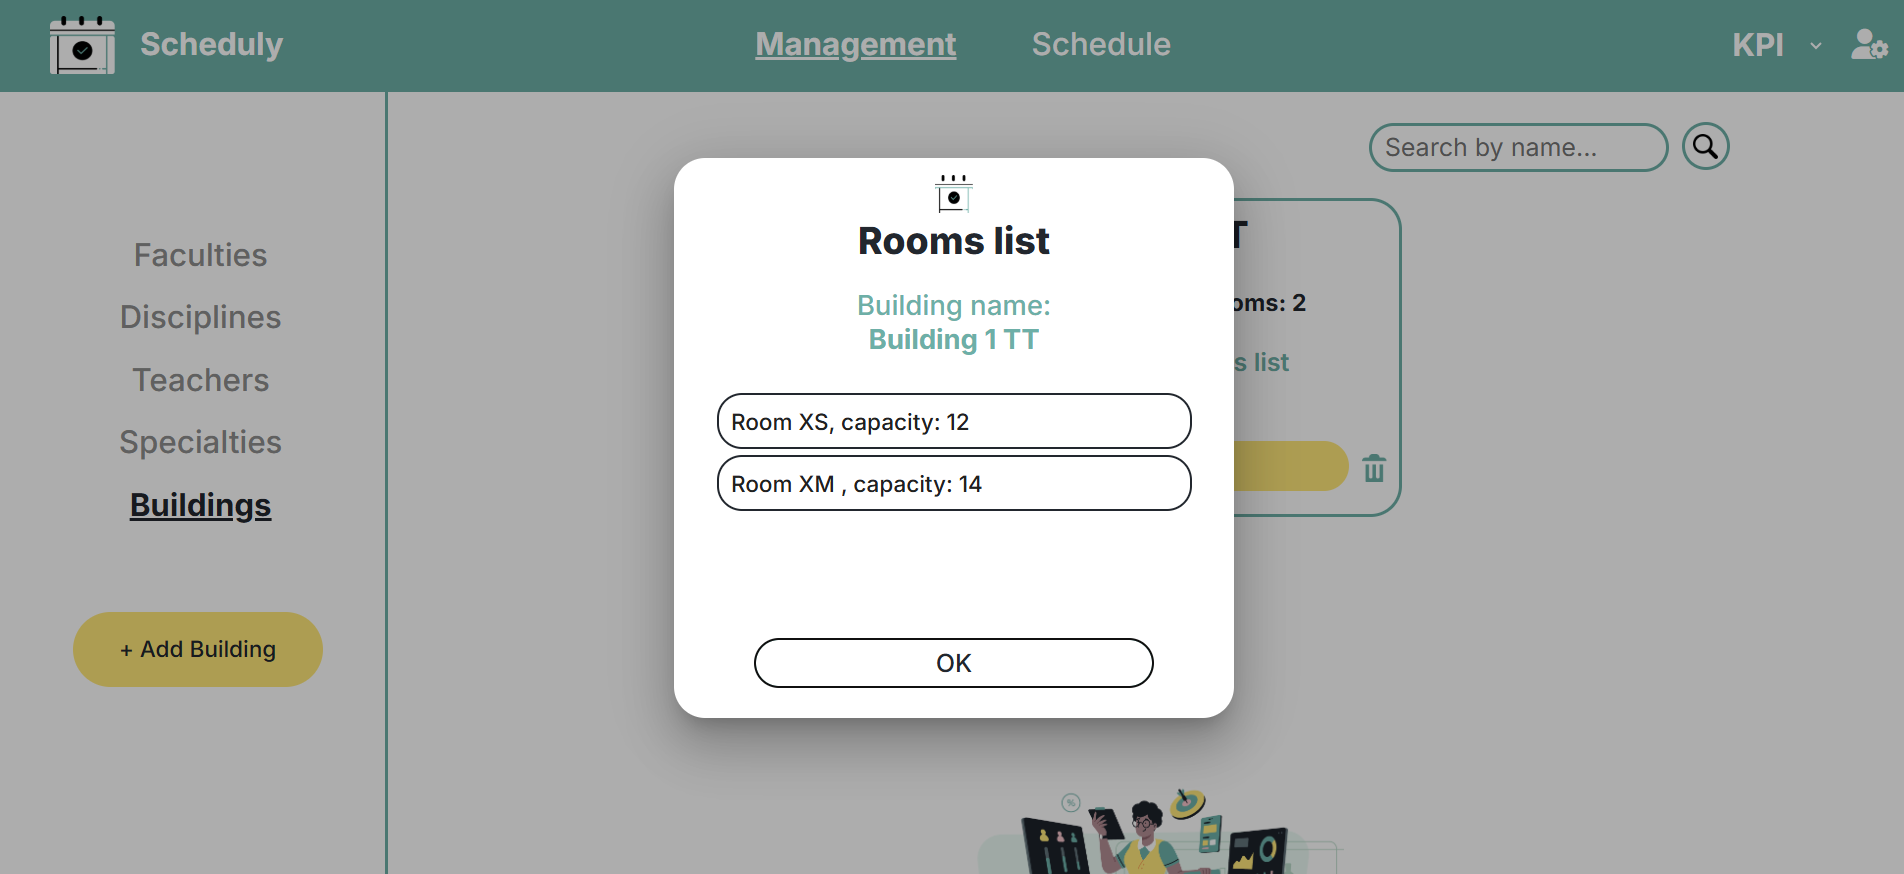 Scheduly
Management
Schedule
KPI
Search by name...
Faculties
Disciplines
Teachers
Specialties
Buildings
+ Add Building
Rooms list
Building name:
Building 1 TT
Room XS, capacity: 12
Room XM , capacity: 14
OK
T
oms: 2
s list
%